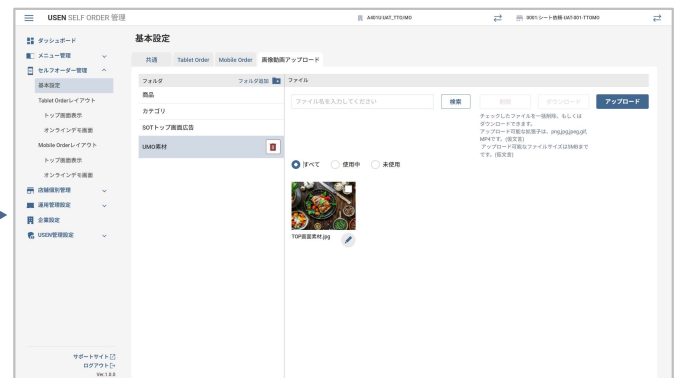 USEN SELF ORDER 管理
A401U:UAT_TTO/MO
0001:シート依頼-UAT-001-TTOMO
ダッシュボード
メニュー管理
セルフオーダー管理
基本設定
Tablet Orderレイアウト
トップ画面表示
オンラインデモ画面
Mobile Orderレイアウト
トップ画面表示
オンラインデモ画面
店舗個別管理
運用管理設定
企業設定
USEN管理設定
サポートサイト
ログアウト
Ver.1.0.0
基本設定
共通
Tablet Order
Mobile Order
画像動画アップロード
フォルダ
フォルダ追加
商品
カテゴリ
SOTトップ画面広告
UMO素材
ファイル
ファイル名を入力してください
検索
削除
ダウンロード
アップロード
チェックしたファイルを一括削除、もしくは
ダウンロードできます。
アップロード可能な拡張子は、png,jpg,jpeg,gif,
MP4です。(仮文言)
アップロード可能なファイルサイズは5MBまで
です。(仮文言)
すべて
使用中
未使用
TOP画面素材.jpg